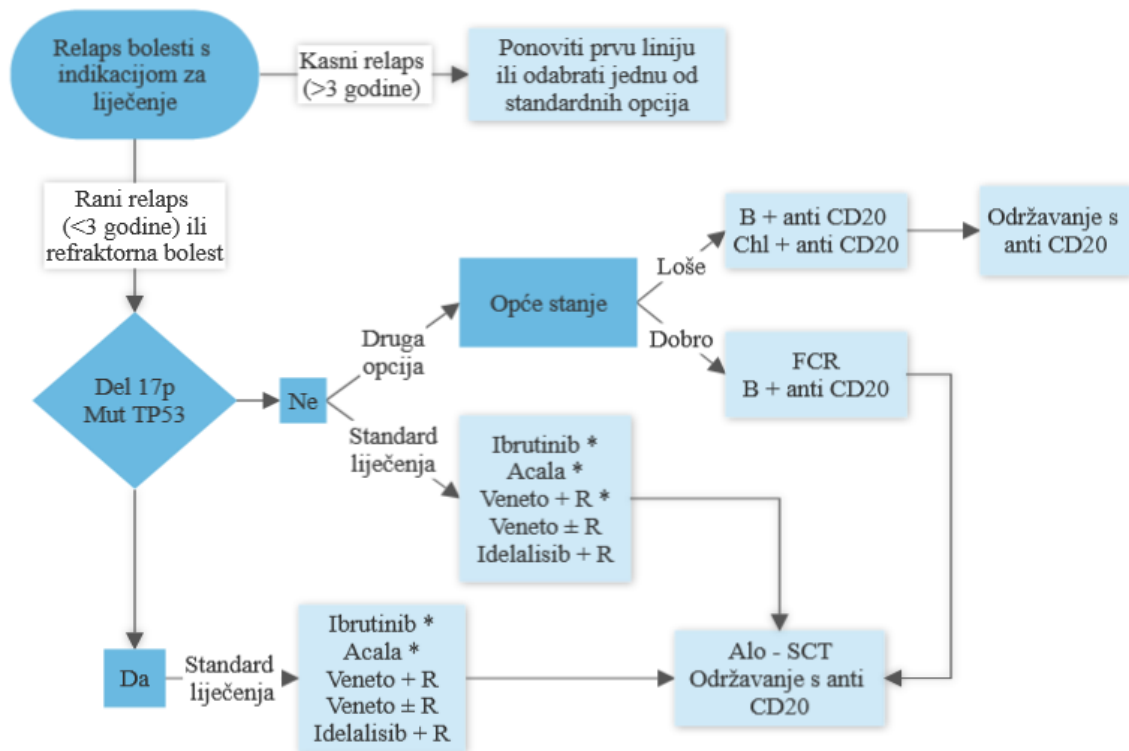 Relaps bolesti s
indikacijom za
liječenje
Kasni relaps
(>3 godine)
Ponoviti prvu liniju
ili odabrati jednu od
standardnih opcija
Rani relaps
(<3 godine) ili
refraktorna bolest
Del 17p
Mut TP53
Ne
Druga
opcija
Opće stanje
Loše
B + anti CD20
Chl + anti CD20
Održavanje s
anti CD20
Dobro
FCR
B + anti CD20
Standard
liječenja
Ibrutinib *
Acala *
Veneto + R *
Veneto ± R
Idelalisib + R
Da
Standard
liječenja
Ibrutinib *
Acala *
Veneto + R
Veneto ± R
Idelalisib + R
Alo - SCT
Održavanje s anti
CD20